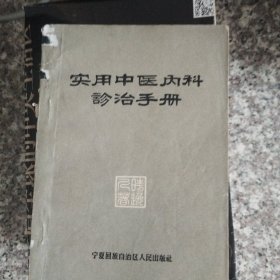 实用中医内科
診治手册
宁夏回族自治区人民出版社